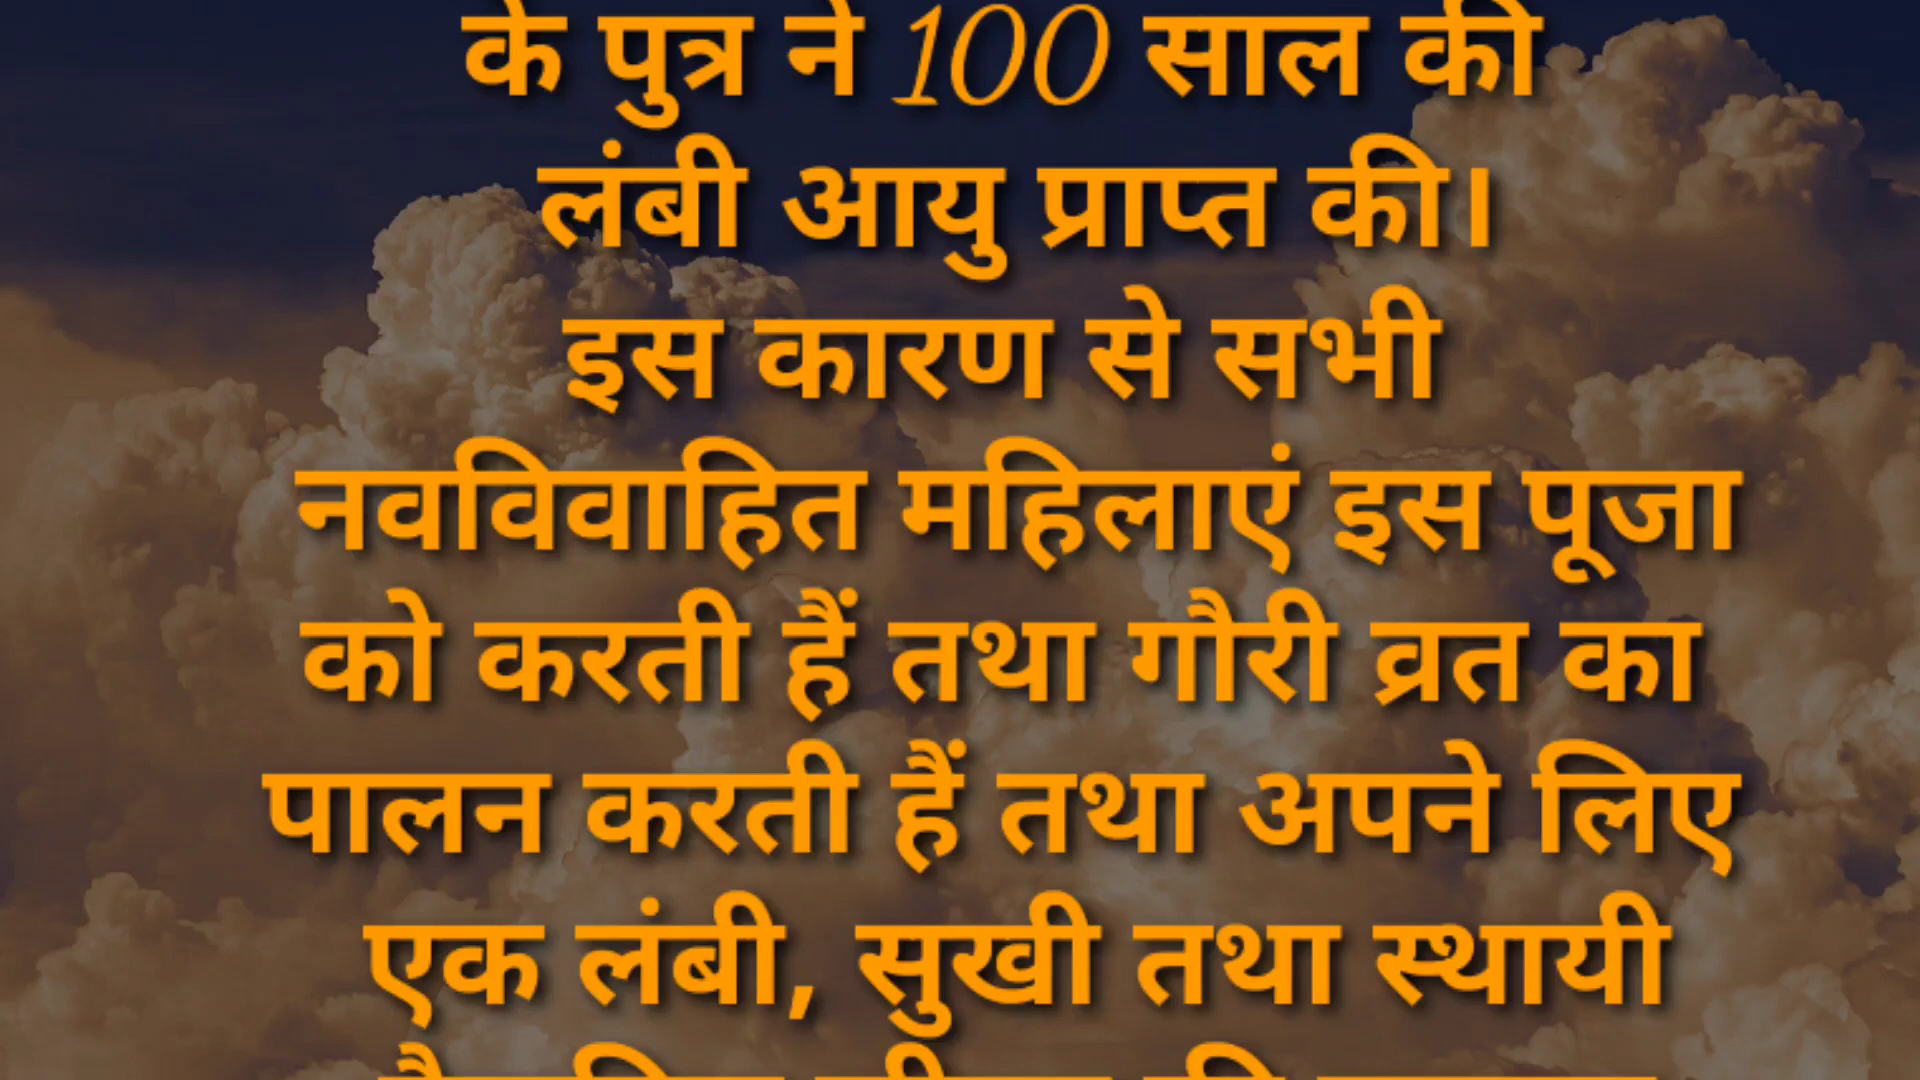 के पुत्र ने 100 साल की
लंबी आयु प्राप्त की।
इस कारण से सभी
नवविवाहित महिलाएं इस पूजा
को करती हैं तथा गौरी व्रत का
पालन करती हैं तथा अपने लिए
एक लंबी, सुखी तथा स्थायी